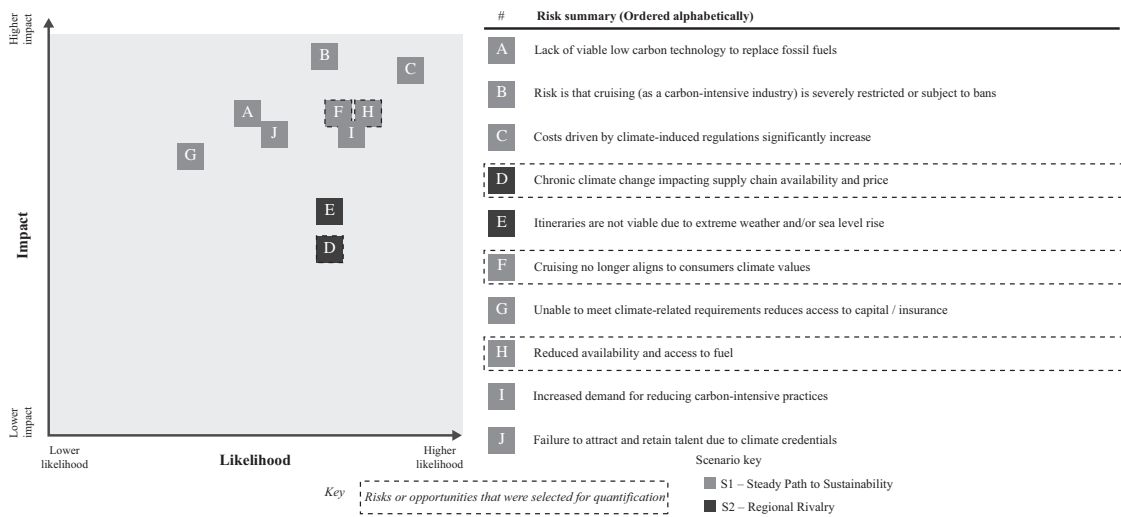 Higher
impact
Impact
Lower
impact
B
C
A
F
H
J
I
G
E
D
Lower
likelihood
Likelihood
Higher
likelihood
# Risk summary (Ordered alphabetically)
A Lack of viable low carbon technology to replace fossil fuels
B Risk is that cruising (as a carbon-intensive industry) is severely restricted or subject to bans
C Costs driven by climate-induced regulations significantly increase
D Chronic climate change impacting supply chain availability and price
E Itineraries are not viable due to extreme weather and/or sea level rise
F Cruising no longer aligns to consumers climate values
G Unable to meet climate-related requirements reduces access to capital / insurance
H Reduced availability and access to fuel
I Increased demand for reducing carbon-intensive practices
J Failure to attract and retain talent due to climate credentials
Key
Risks or opportunities that were selected for quantification
Scenario key
S1 – Steady Path to Sustainability
S2 – Regional Rivalry